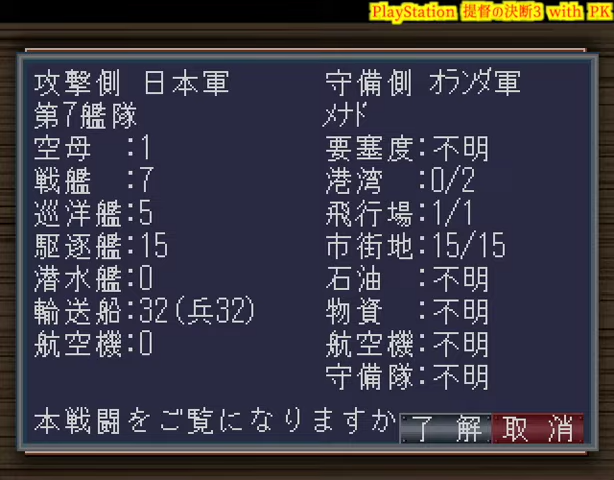 PlayStation 提督の決断3 with PK
攻撃側 日本軍
第7艦隊
空母 :1
戦艦 :7
巡洋艦:5
駆逐艦:15
潜水艦:0
輸送船:32(兵32)
航空機:0
守備側 オランダ軍
メナド
要塞度:不明
港湾 :0/2
飛行場:1/1
市街地:15/15
石油 :不明
物資 :不明
航空機:不明
守備隊:不明
本戦闘をご覧になりますか
了解 取消